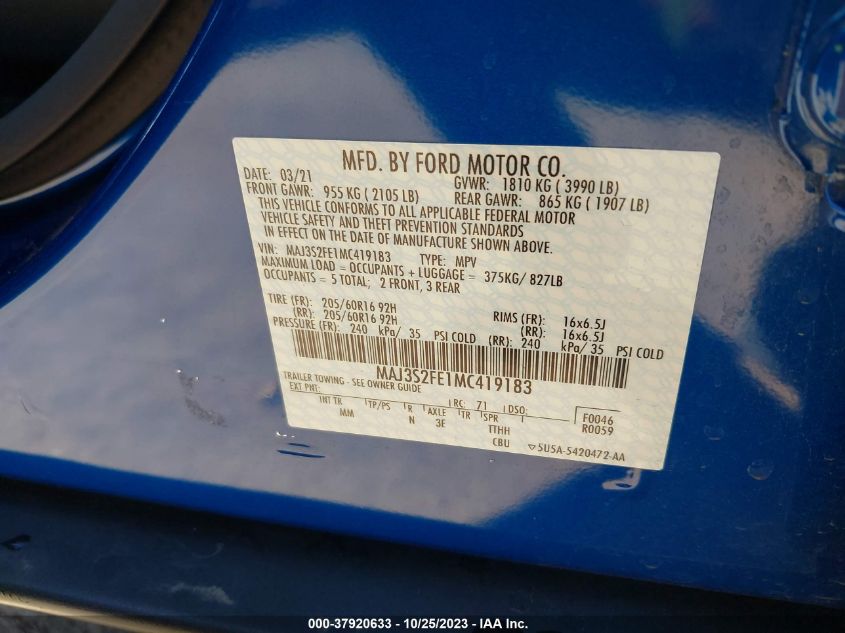 MFD. BY FORD MOTOR CO.
DATE: 03/21 GVWR: 1810 KG ( 3990 LB)
FRONT GAWR: 955 KG ( 2105 LB) REAR GAWR: 865 KG ( 1907 LB)
THIS VEHICLE CONFORMS TO ALL APPLICABLE FEDERAL MOTOR
VEHICLE SAFETY AND THEFT PREVENTION STANDARDS
IN EFFECT ON THE DATE OF MANUFACTURE SHOWN ABOVE.
VIN: MAJ3S2FE1MC419183 TYPE: MPV
MAXIMUM LOAD = OCCUPANTS + LUGGAGE = 375KG/ 827LB
OCCUPANTS = 5 TOTAL; 2 FRONT, 3 REAR
TIRE (FR): 205/60R16 92H RIMS (FR): 16x6.5J
(RR): 205/60R16 92H (RR): 16x6.5J
PRESSURE (FR): 240 kPa/ 35 PSI COLD (RR): 240 kPa/ 35 PSI COLD
MAJ3S2FE1MC419183
TRAILER TOWING - SEE OWNER GUIDE
EXT PNT: RC: 71 DSO: F0046
INT TR TP/PS R AXLE TR SPR R0059
MM N 3E TTHH
CBU 5U5A-5420472-AA
000-37920633 - 10/25/2023 - IAA Inc.